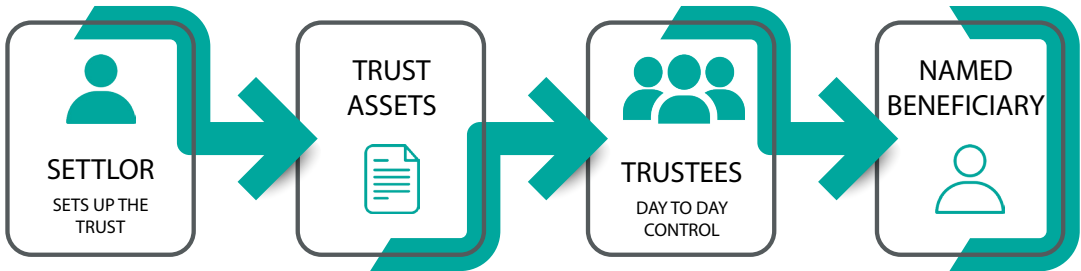 SETTLOR
SETS UP THE
TRUST
TRUST
ASSETS
TRUSTEES
DAY TO DAY
CONTROL
NAMED
BENEFICIARY